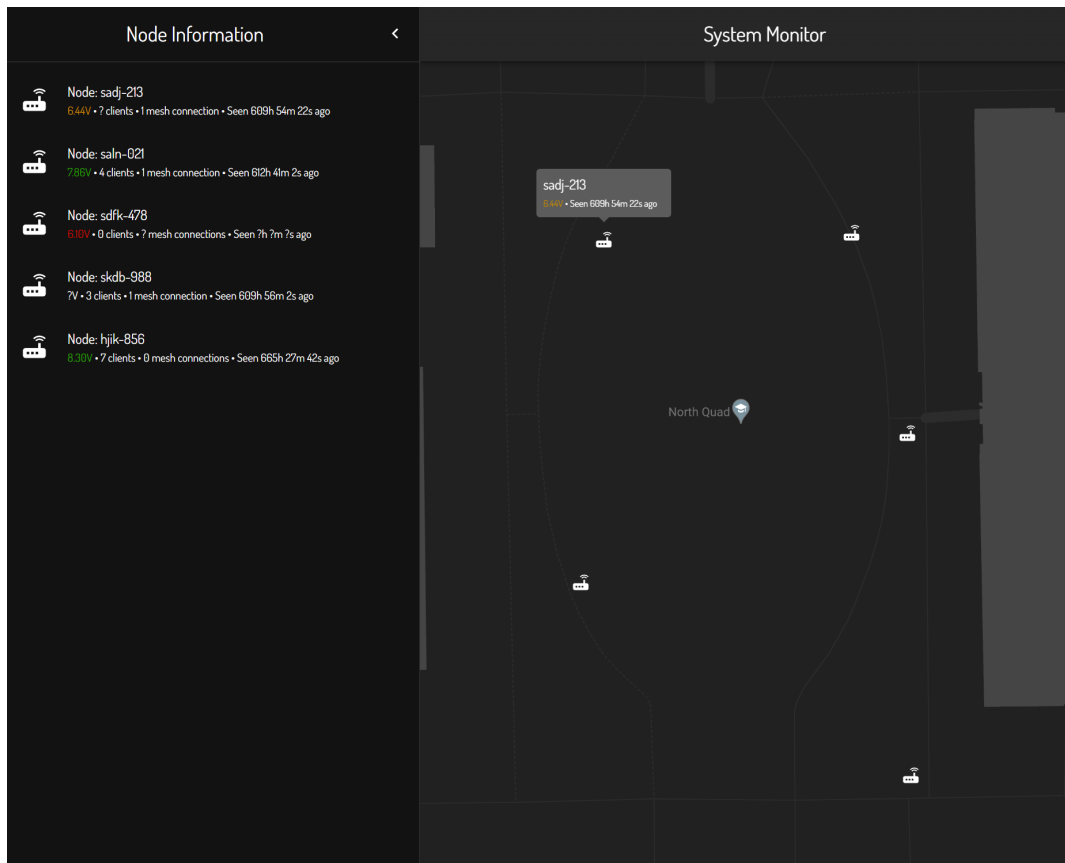 Node Information
System Monitor
Node: sadj-213
6.44V • ? clients • 1 mesh connection • Seen 609h 54m 22s ago
Node: saln-021
7.86V • 4 clients • 1 mesh connection • Seen 612h 41m 2s ago
Node: sdfk-478
6.10V • 0 clients • ? mesh connections • Seen ?h ?m ?s ago
Node: skdb-988
?V • 3 clients • 1 mesh connection • Seen 609h 56m 2s ago
Node: hjik-856
8.30V • 7 clients • 0 mesh connections • Seen 665h 27m 42s ago
sadj-213
6.44V • Seen 609h 54m 22s ago
North Quad